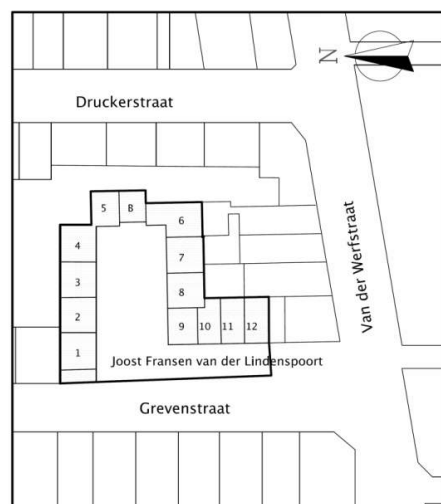 N
Druckerstraat
5 B
6
4
7
3
8
2
9 10 11 12
1
Joost Fransen van der Lindenspoort
Van der Werfstraat
Grevenstraat